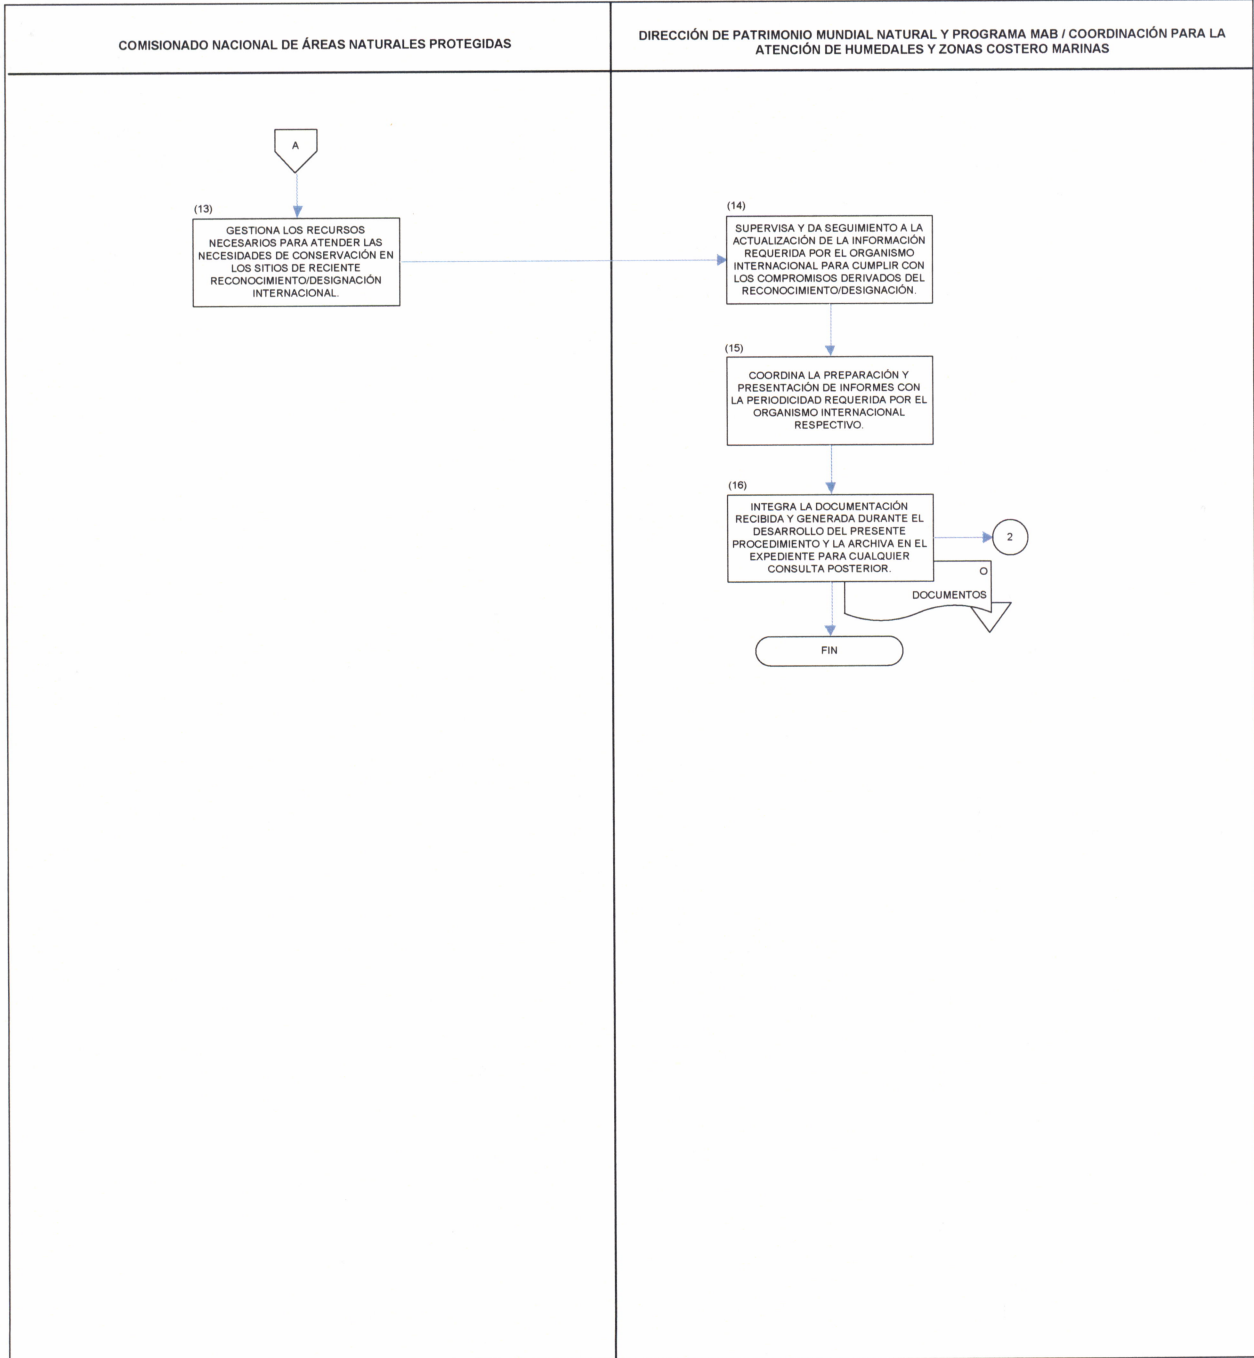 COMISIONADO NACIONAL DE ÁREAS NATURALES PROTEGIDAS
DIRECCIÓN DE PATRIMONIO MUNDIAL NATURAL Y PROGRAMA MAB / COORDINACIÓN PARA LA
ATENCIÓN DE HUMEDALES Y ZONAS COSTERO MARINAS
A
(13)
GESTIONA LOS RECURSOS
NECESARIOS PARA ATENDER LAS
NECESIDADES DE CONSERVACIÓN EN
LOS SITIOS DE RECIENTE
RECONOCIMIENTO/DESIGNACIÓN
INTERNACIONAL.
(14)
SUPERVISA Y DA SEGUIMIENTO A LA
ACTUALIZACIÓN DE LA INFORMACIÓN
REQUERIDA POR EL ORGANISMO
INTERNACIONAL PARA CUMPLIR CON
LOS COMPROMISOS DERIVADOS DEL
RECONOCIMIENTO/DESIGNACIÓN.
(15)
COORDINA LA PREPARACIÓN Y
PRESENTACIÓN DE INFORMES CON
LA PERIODICIDAD REQUERIDA POR EL
ORGANISMO INTERNACIONAL
RESPECTIVO.
(16)
INTEGRA LA DOCUMENTACIÓN
RECIBIDA Y GENERADA DURANTE EL
DESARROLLO DEL PRESENTE
PROCEDIMIENTO Y LA ARCHIVA EN EL
EXPEDIENTE PARA CUALQUIER
CONSULTA POSTERIOR.
2
O
DOCUMENTOS
FIN